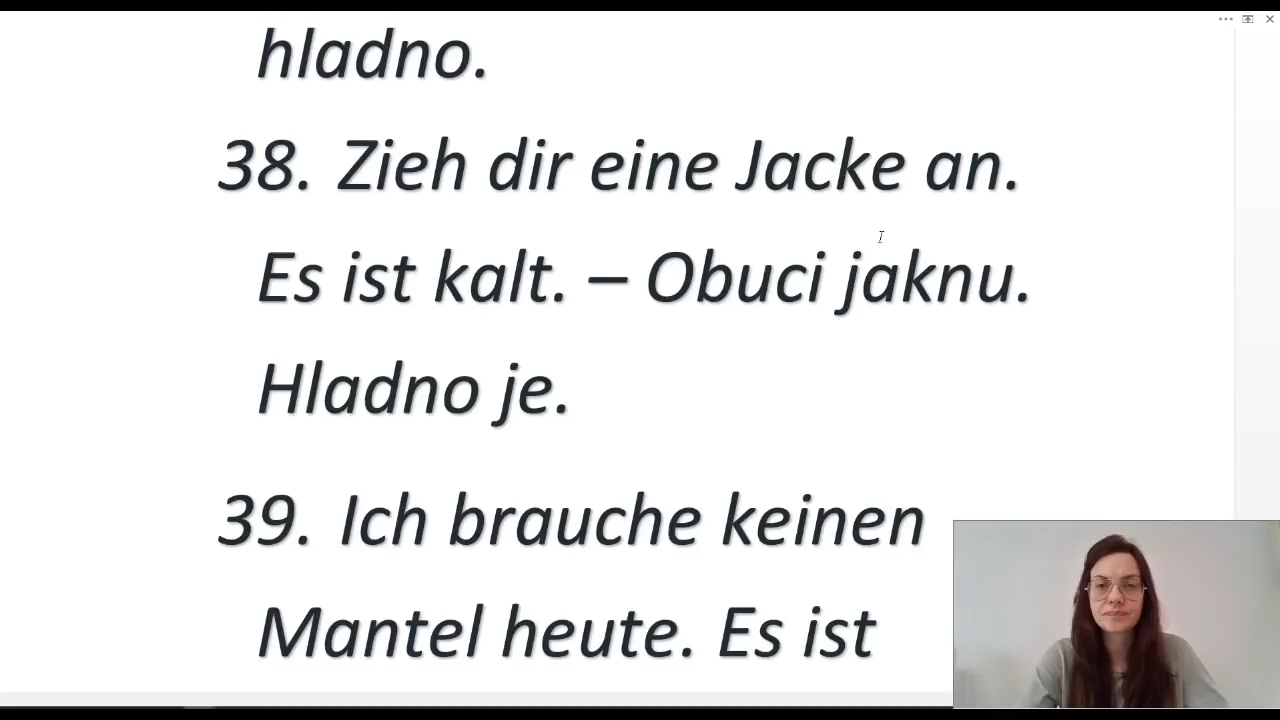 hladno.
38. Zieh dir eine Jacke an.
Es ist kalt. – Obuci jaknu.
Hladno je.
39. Ich brauche keinen
Mantel heute. Es ist